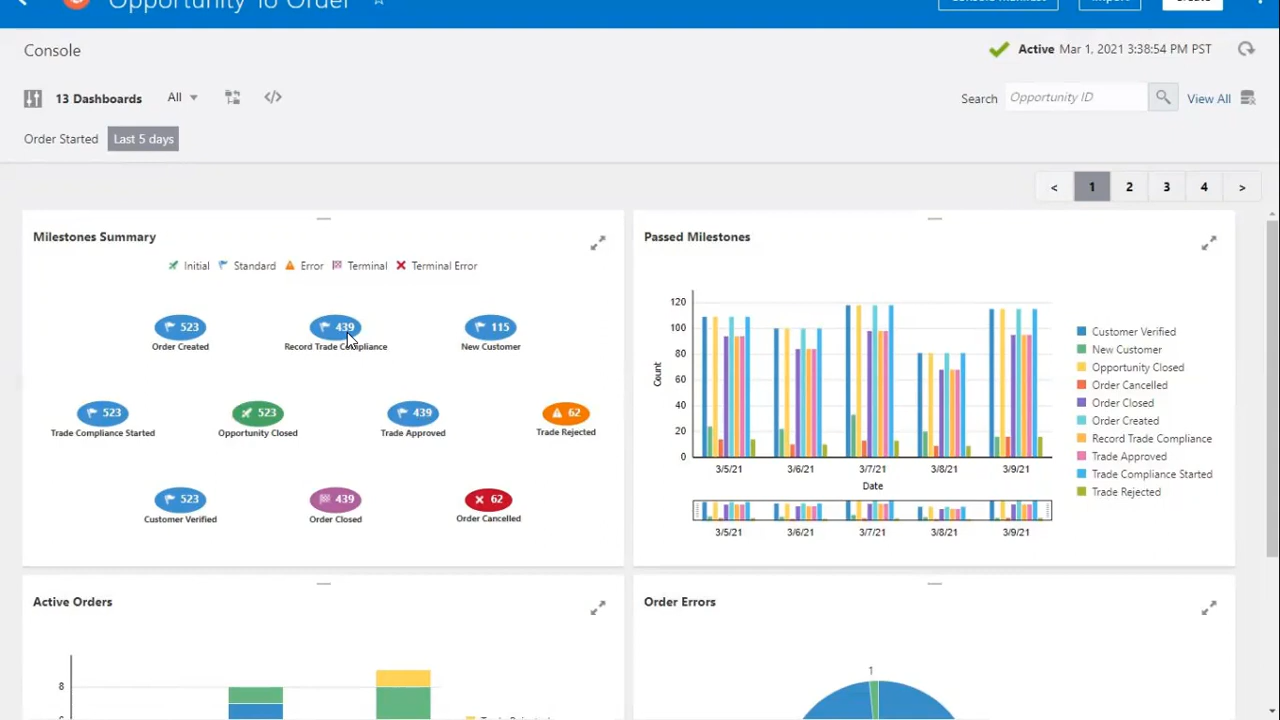 Opportunity To Order
Import
Create
Console
Active Mar 1, 2021 3:38:54 PM PST
13 Dashboards All
Search Opportunity ID View All
Order Started Last 5 days
< 1 2 3 4 >
Milestones Summary
Initial Standard Error Terminal Terminal Error
523 439 115
Order Created Record Trade Compliance New Customer
523 523 439 62
Trade Compliance Started Opportunity Closed Trade Approved Trade Rejected
523 439 62
Customer Verified Order Closed Order Cancelled
Passed Milestones
120
100
80
60
40
20
0
Count
3/5/21 3/6/21 3/7/21 3/8/21 3/9/21
Date
3/5/21 3/6/21 3/7/21 3/8/21 3/9/21
Customer Verified
New Customer
Opportunity Closed
Order Cancelled
Order Closed
Order Created
Record Trade Compliance
Trade Approved
Trade Compliance Started
Trade Rejected
Active Orders
8
Order Errors
1